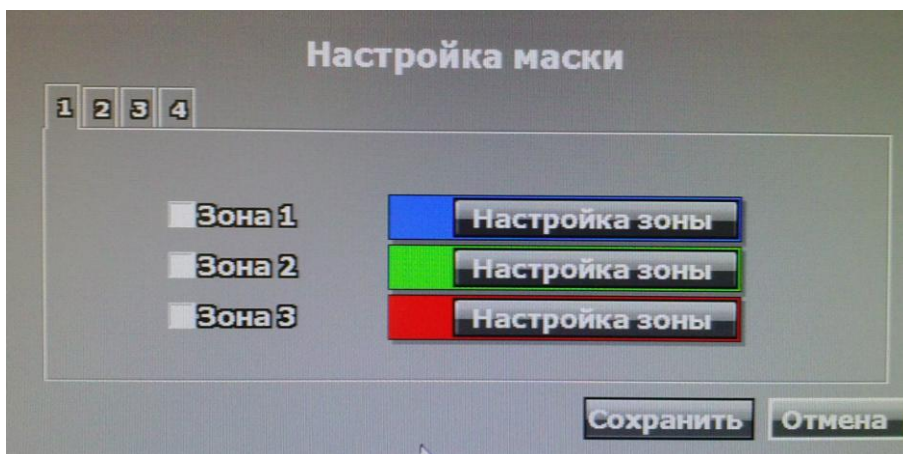 Настройка маски
1 2 3 4
Зона 1 Настройка зоны
Зона 2 Настройка зоны
Зона 3 Настройка зоны
Сохранить Отмена